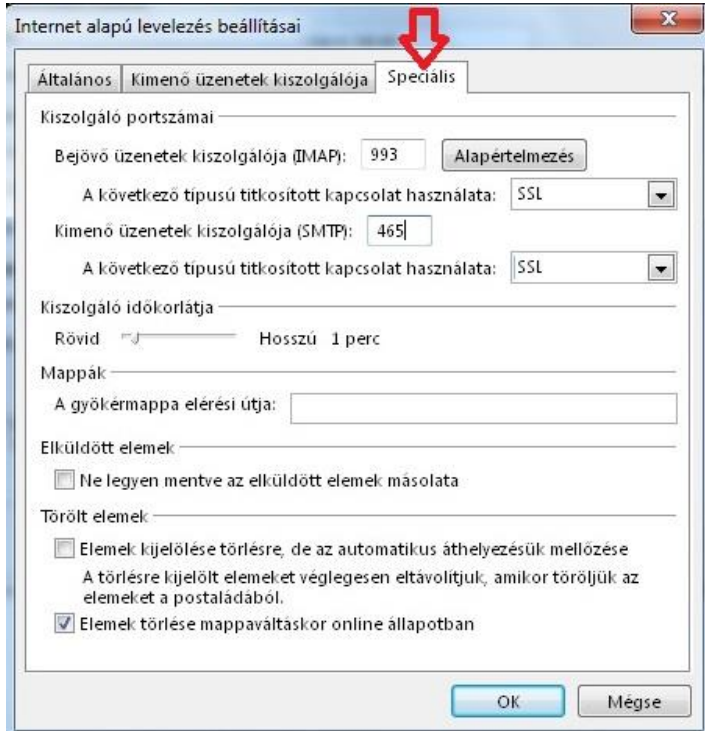 Internet alapú levelezés beállításai
Általános Kimenő üzenetek kiszolgálója Speciális
Kiszolgáló portszámai
Bejövő üzenetek kiszolgálója (IMAP): 993 Alapértelmezés
A következő típusú titkosított kapcsolat használata: SSL
Kimenő üzenetek kiszolgálója (SMTP): 465
A következő típusú titkosított kapcsolat használata: SSL
Kiszolgáló időkorlátja
Rövid Hosszú 1 perc
Mappák
A gyökérmappa elérési útja:
Elküldött elemek
Ne legyen mentve az elküldött elemek másolata
Törölt elemek
Elemek kijelölése törlésre, de az automatikus áthelyezésük mellőzése
A törlésre kijelölt elemeket véglegesen eltávolítjuk, amikor töröljük az
elemeket a postaládából.
Elemek törlése mappaváltáskor online állapotban
OK Mégse